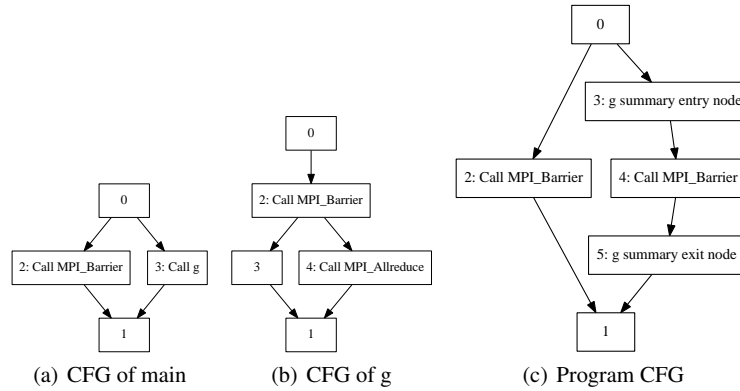 0
2: Call MPI_Barrier
3: Call g
1
(a) CFG of main
0
2: Call MPI_Barrier
3
4: Call MPI_Allreduce
1
(b) CFG of g
0
3: g summary entry node
2: Call MPI_Barrier
4: Call MPI_Barrier
5: g summary exit node
1
(c) Program CFG